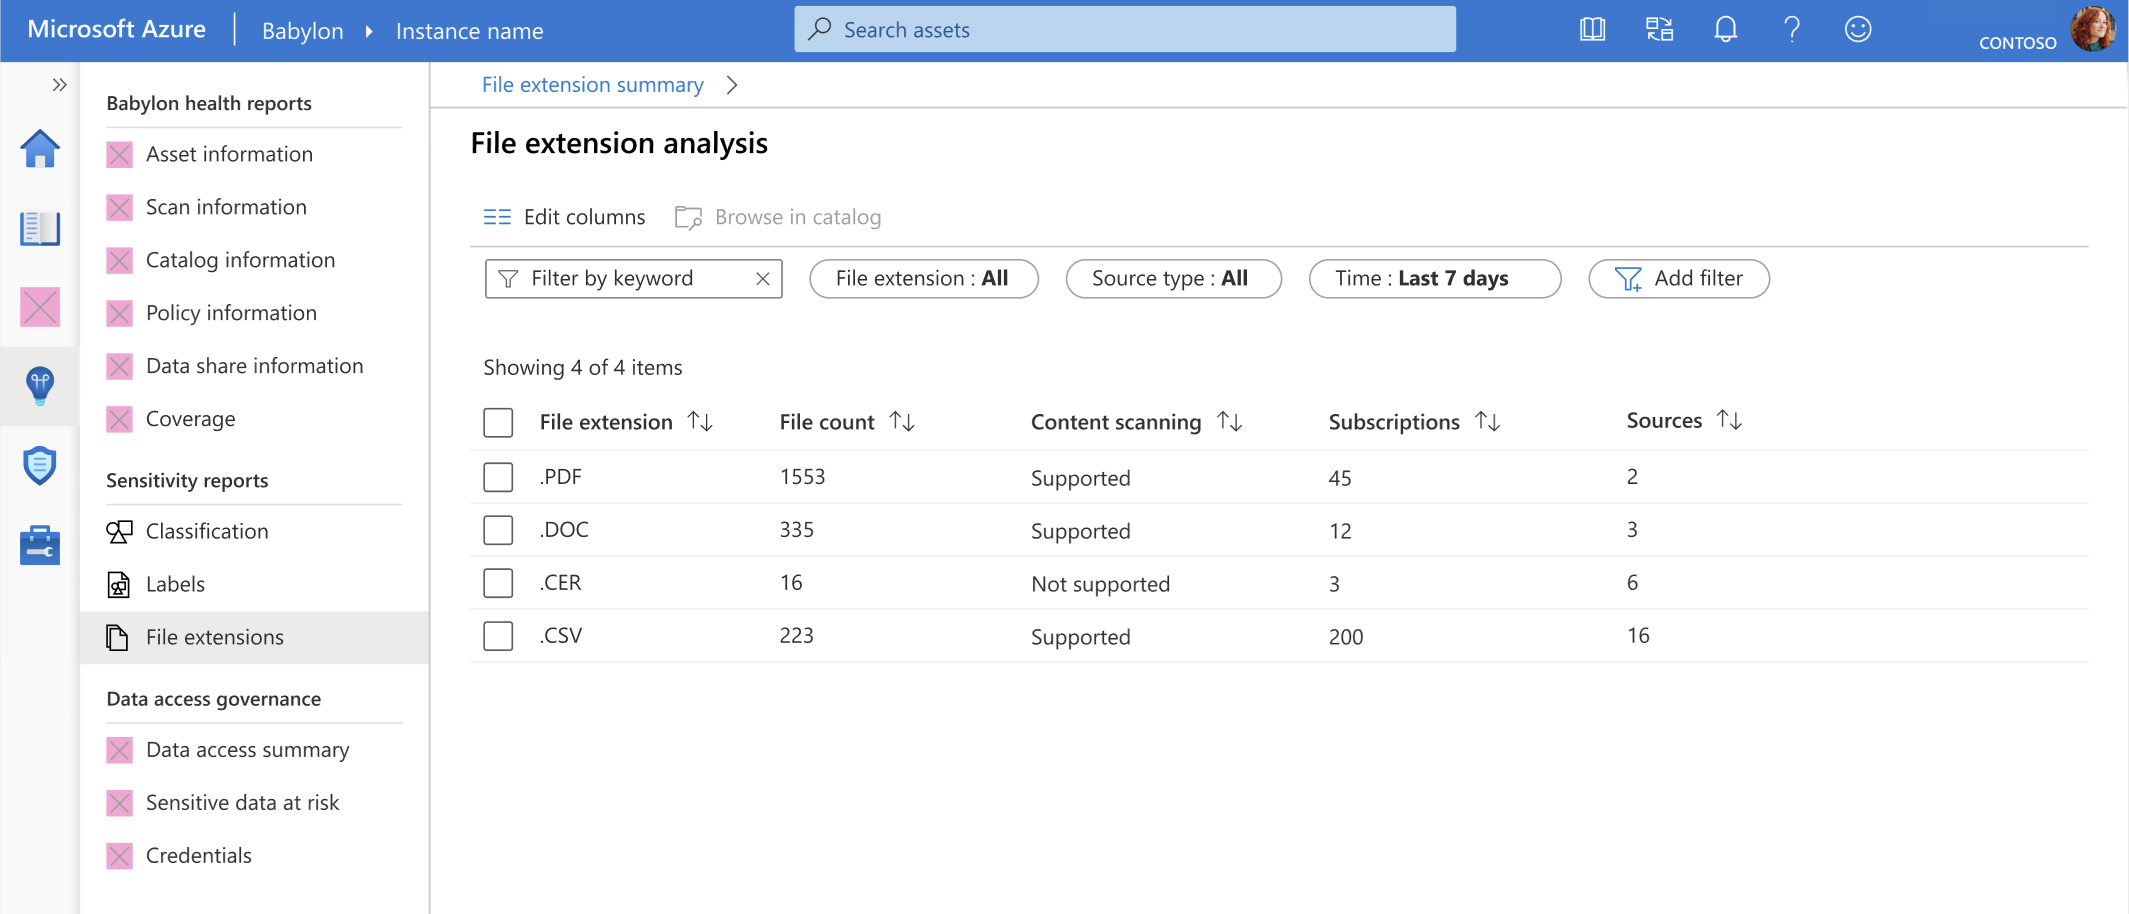 Microsoft Azure
Babylon
Instance name
Search assets
CONTOSO
Babylon health reports
Asset information
Scan information
Catalog information
Policy information
Data share information
Coverage
Sensitivity reports
Classification
Labels
File extensions
Data access governance
Data access summary
Sensitive data at risk
Credentials
File extension summary
File extension analysis
Edit columns
Browse in catalog
Filter by keyword
File extension : All
Source type : All
Time : Last 7 days
Add filter
Showing 4 of 4 items
File extension File count Content scanning Subscriptions Sources
.PDF 1553 Supported 45 2
.DOC 335 Supported 12 3
.CER 16 Not supported 3 6
.CSV 223 Supported 200 16